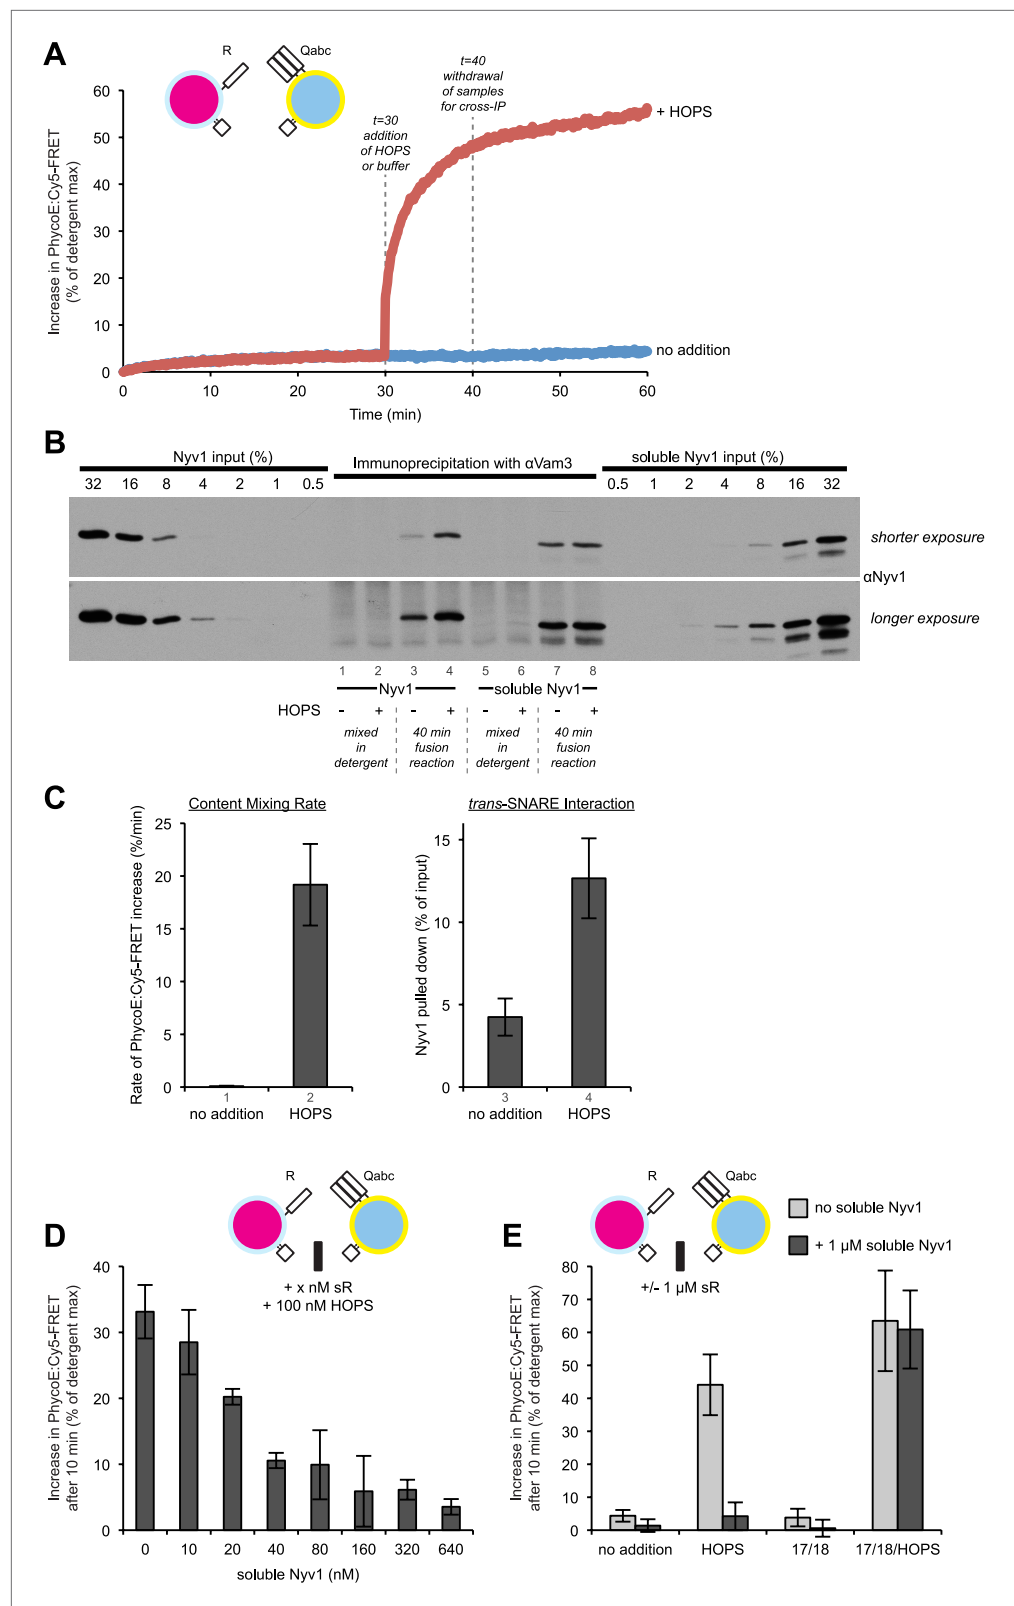 A
R
Qabc
t=40
withdrawal
of samples
for cross-IP
t=30
addition
of HOPS
or buffer
+ HOPS
no addition
Increase in PhycoE:Cy5-FRET
(% of detergent max)
60
50
40
30
20
10
0
0 10 20 30 40 50 60
Time (min)
B
Nyv1 input (%)
Immunoprecipitation with αVam3
soluble Nyv1 input (%)
32 16 8 4 2 1 0.5
0.5 1 2 4 8 16 32
shorter exposure
αNyv1
longer exposure
1 2 3 4 5 6 7 8
Nyv1
soluble Nyv1
HOPS - + - + - + - +
mixed
in
detergent
40 min
fusion
reaction
mixed
in
detergent
40 min
fusion
reaction
C
Content Mixing Rate
Rate of PhycoE:Cy5-FRET increase (%/min)
25
20
15
10
5
0
1 2
no addition HOPS
trans-SNARE Interaction
Nyv1 pulled down (% of input)
15
10
5
0
3 4
no addition HOPS
D
R
Qabc
+ x nM sR
+ 100 nM HOPS
Increase in PhycoE:Cy5-FRET
after 10 min (% of detergent max)
40
30
20
10
0
0 10 20 40 80 160 320 640
soluble Nyv1 (nM)
E
R
Qabc
+/- 1 µM sR
no soluble Nyv1
+ 1 µM soluble Nyv1
Increase in PhycoE:Cy5-FRET
after 10 min (% of detergent max)
80
70
60
50
40
30
20
10
0
no addition HOPS 17/18 17/18/HOPS